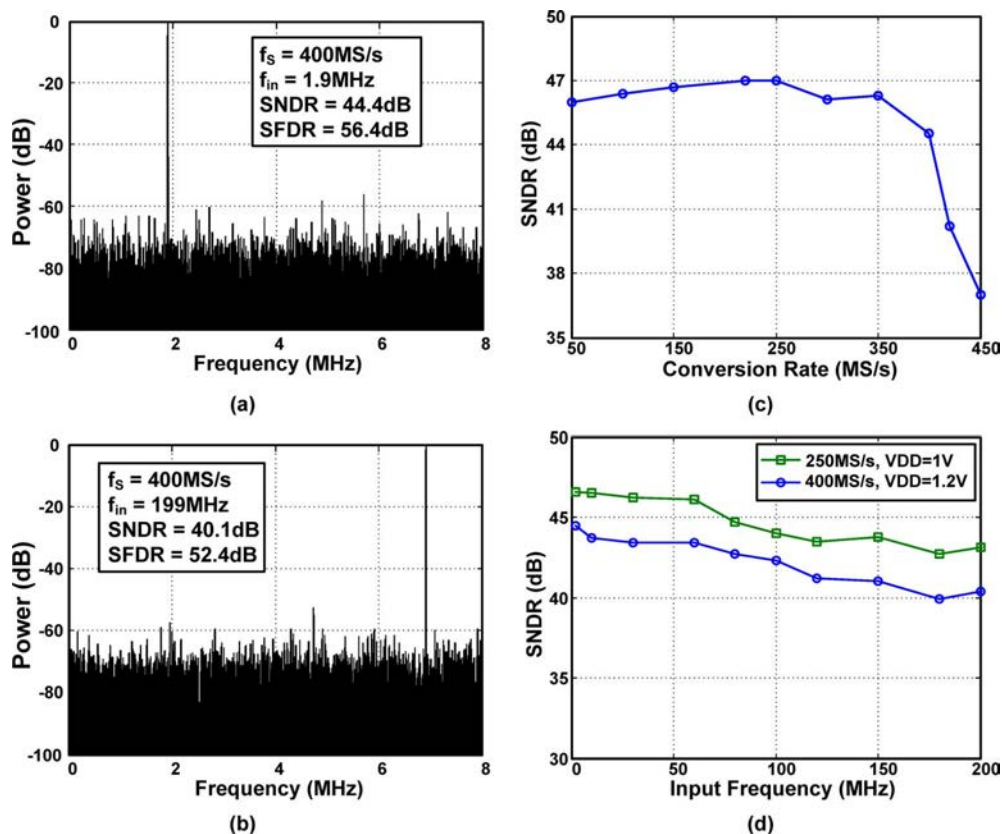 0
-20
-40
-60
-80
-100
Power (dB)
f_S = 400MS/s
f_in = 1.9MHz
SNDR = 44.4dB
SFDR = 56.4dB
0 2 4 6 8
Frequency (MHz)
(a)
50
47
44
41
38
35
SNDR (dB)
50 150 250 350 450
Conversion Rate (MS/s)
(c)
0
-20
-40
-60
-80
-100
Power (dB)
f_S = 400MS/s
f_in = 199MHz
SNDR = 40.1dB
SFDR = 52.4dB
0 2 4 6 8
Frequency (MHz)
(b)
50
45
40
35
30
SNDR (dB)
250MS/s, VDD=1V
400MS/s, VDD=1.2V
0 50 100 150 200
Input Frequency (MHz)
(d)